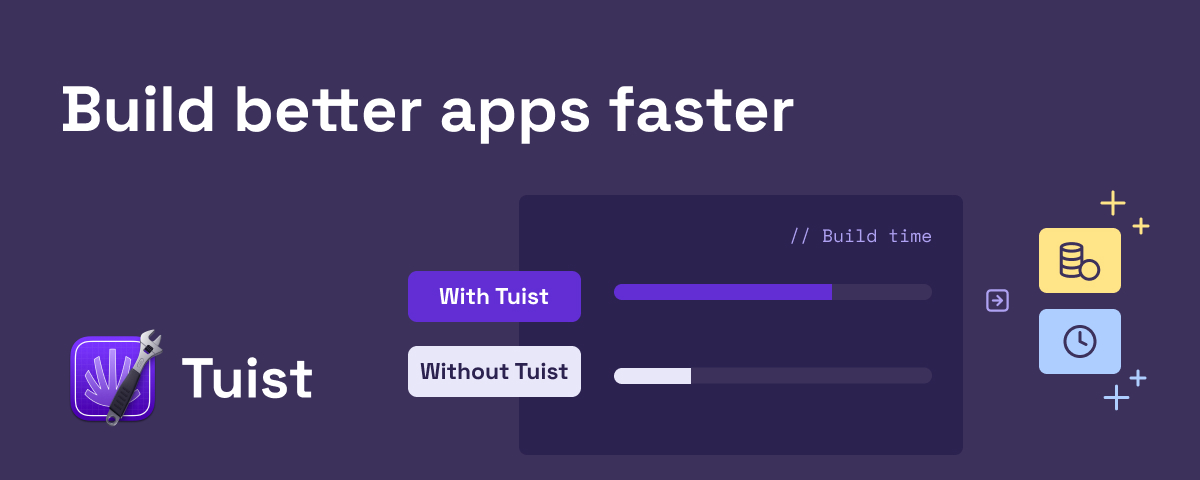 Build better apps faster
// Build time
With Tuist
Without Tuist
Tuist